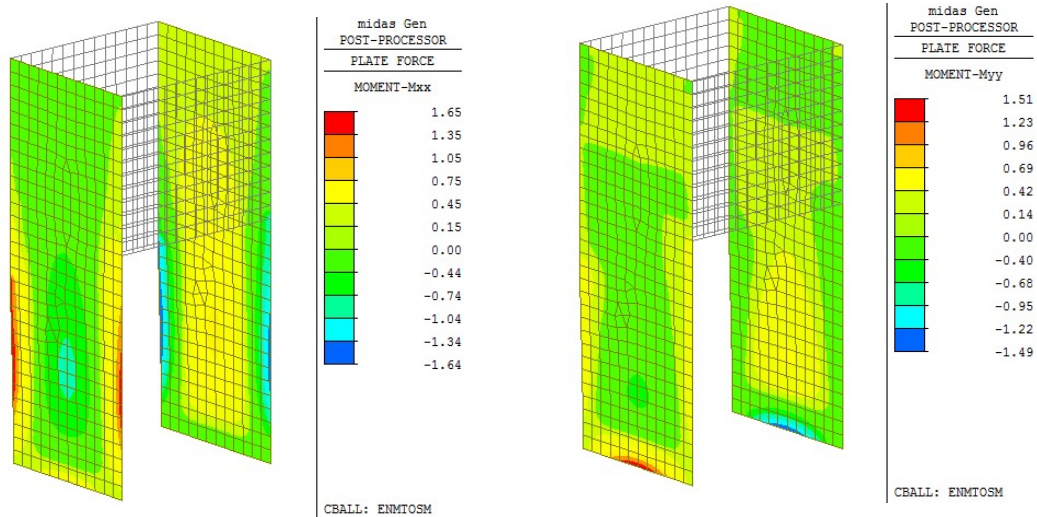 midas Gen
POST-PROCESSOR
PLATE FORCE
MOMENT-Mxx
1.65
1.35
1.05
0.75
0.45
0.15
0.00
-0.44
-0.74
-1.04
-1.34
-1.64
CBALL: ENMTOSM
midas Gen
POST-PROCESSOR
PLATE FORCE
MOMENT-Myy
1.51
1.23
0.96
0.69
0.42
0.14
0.00
-0.40
-0.68
-0.95
-1.22
-1.49
CBALL: ENMTOSM